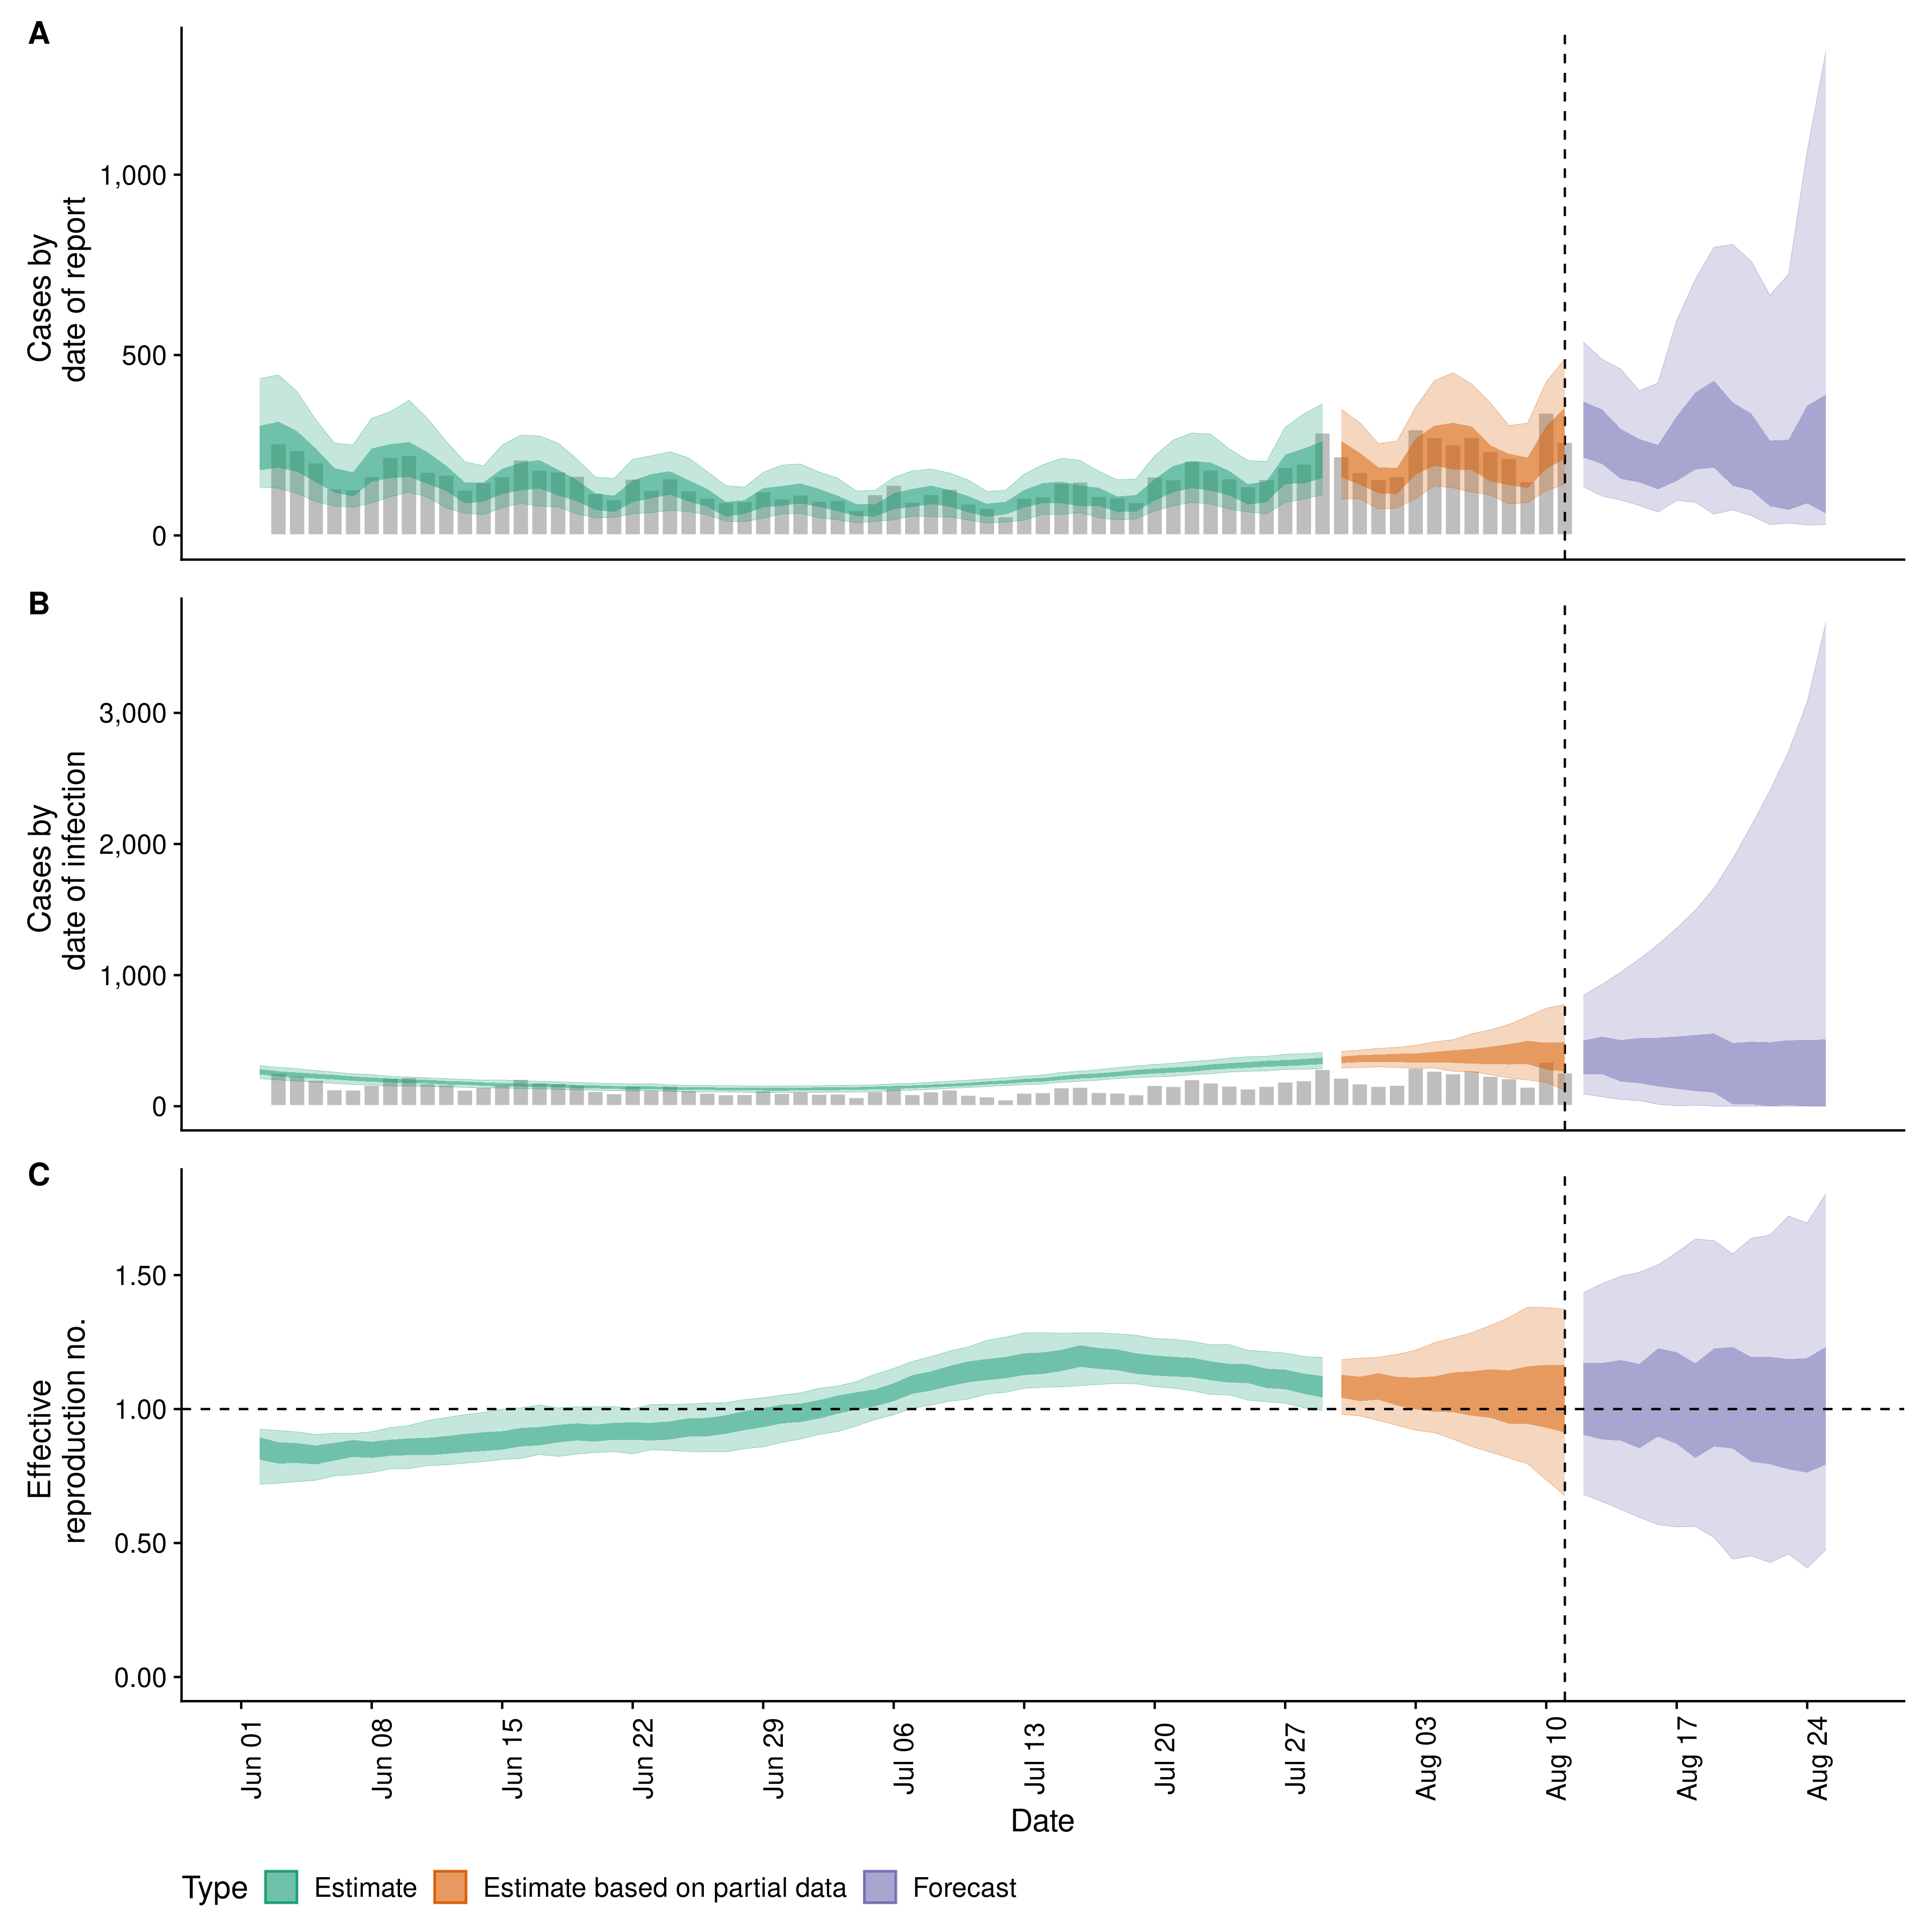 A
Cases by
date of report
1,000
500
0
B
Cases by
date of infection
3,000
2,000
1,000
0
C
Effective
reproduction no.
1.50
1.00
0.50
0.00
Jun 01
Jun 08
Jun 15
Jun 22
Jun 29
Jul 06
Jul 13
Jul 20
Jul 27
Aug 03
Aug 10
Aug 17
Aug 24
Date
Type Estimate Estimate based on partial data Forecast